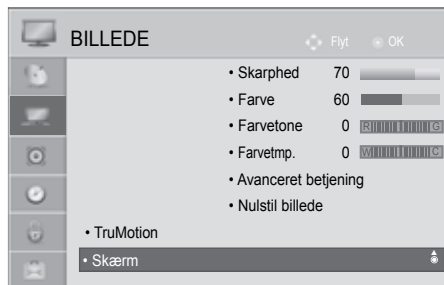 BILLEDE Flyt OK
• Skarphed 70
• Farve 60
• Farvetone 0 R G
• Farvetmp. 0 W C
• Avanceret betjening
• Nulstil billede
• TruMotion
• Skærm